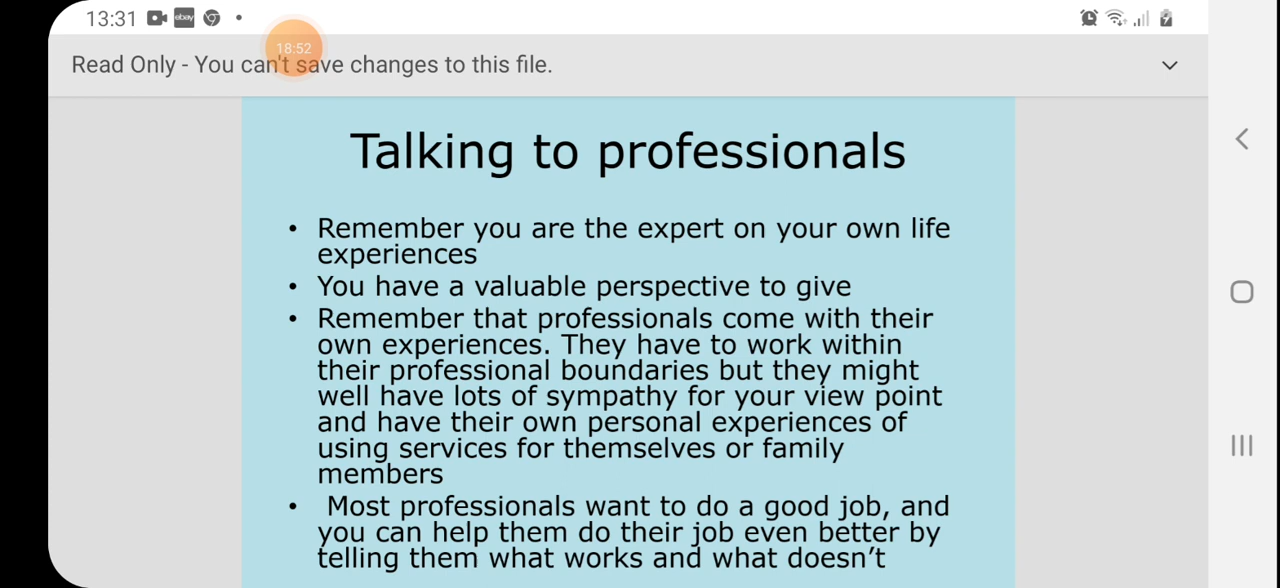 13:31 ebay
18:52
Read Only - You can't save changes to this file.
Talking to professionals
• Remember you are the expert on your own life
experiences
• You have a valuable perspective to give
• Remember that professionals come with their
own experiences. They have to work within
their professional boundaries but they might
well have lots of sympathy for your view point
and have their own personal experiences of
using services for themselves or family
members
• Most professionals want to do a good job, and
you can help them do their job even better by
telling them what works and what doesn’t